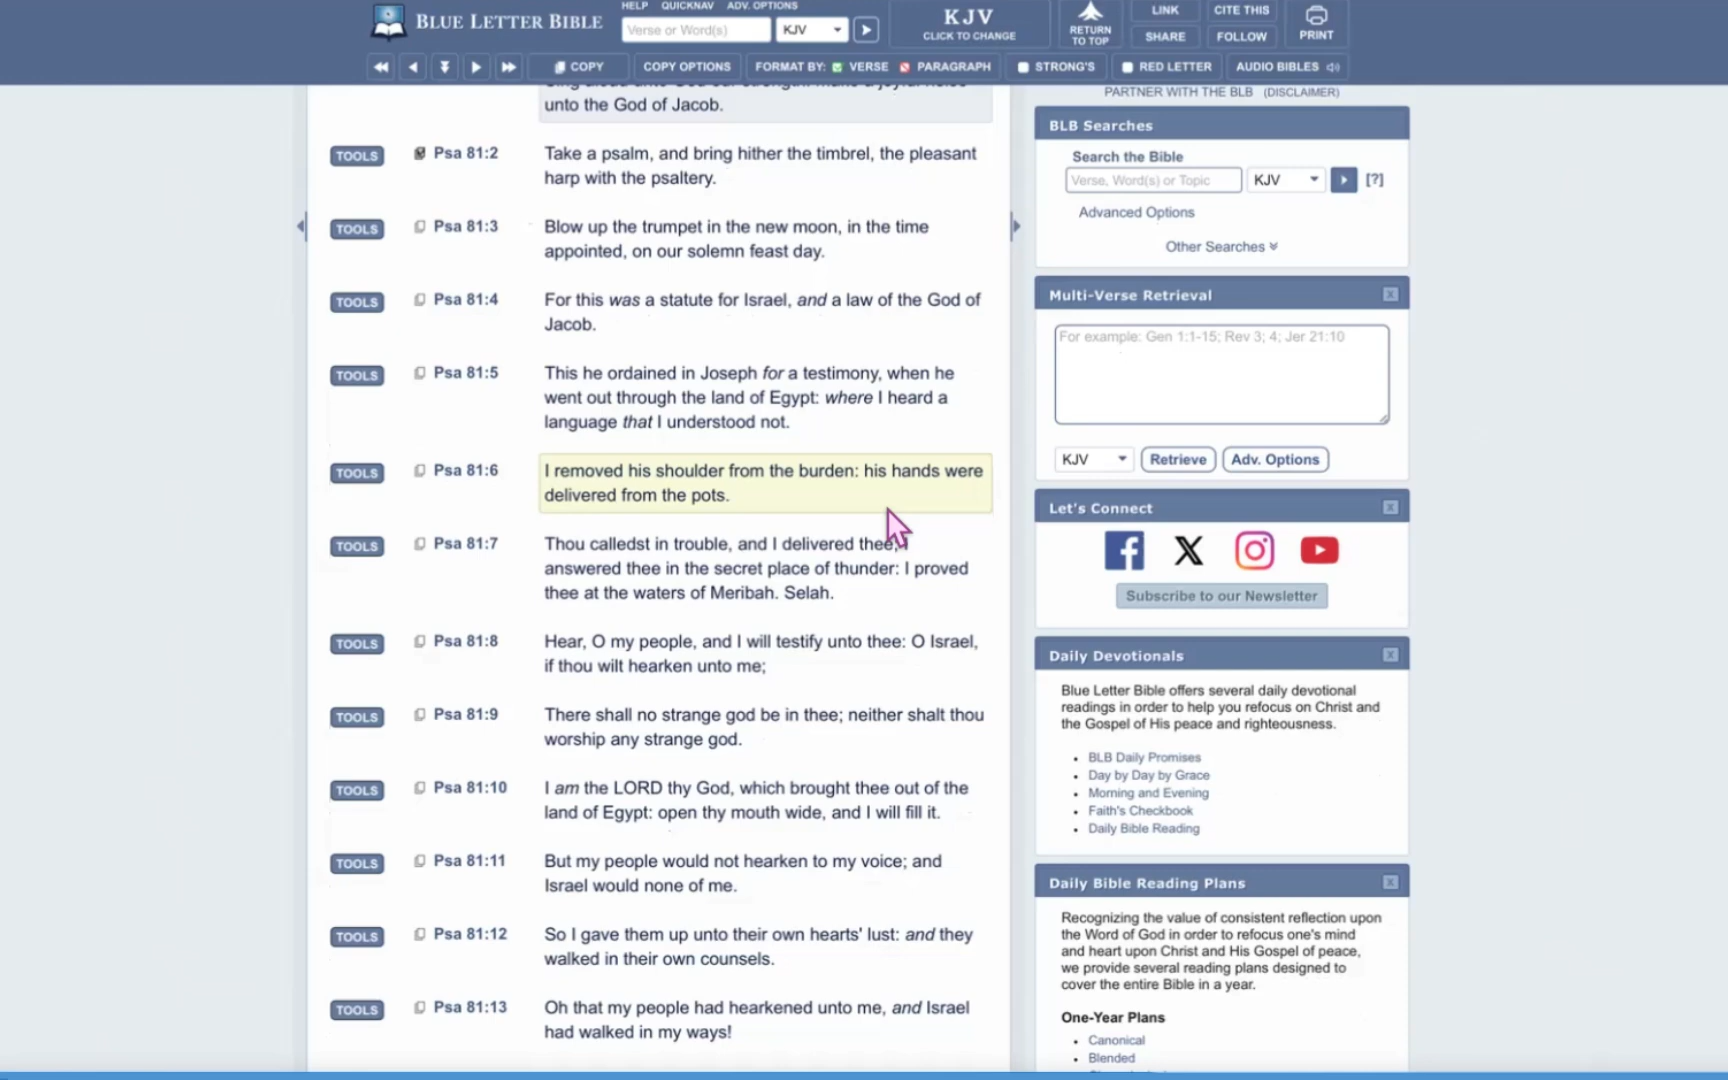 BLUE LETTER BIBLE
HELP QUICKNAV ADV. OPTIONS
Verse or Word(s)
KJV
KJV
CLICK TO CHANGE
RETURN
TO TOP
LINK
SHARE
CITE THIS
FOLLOW
PRINT
COPY
COPY OPTIONS
FORMAT BY: VERSE PARAGRAPH
STRONG'S
RED LETTER
AUDIO BIBLES
Sing aloud unto God our strength: make a joyful noise
unto the God of Jacob.
TOOLS Psa 81:2 Take a psalm, and bring hither the timbrel, the pleasant
harp with the psaltery.
TOOLS Psa 81:3 Blow up the trumpet in the new moon, in the time
appointed, on our solemn feast day.
TOOLS Psa 81:4 For this was a statute for Israel, and a law of the God of
Jacob.
TOOLS Psa 81:5 This he ordained in Joseph for a testimony, when he
went out through the land of Egypt: where I heard a
language that I understood not.
TOOLS Psa 81:6 I removed his shoulder from the burden: his hands were
delivered from the pots.
TOOLS Psa 81:7 Thou calledst in trouble, and I delivered thee; I
answered thee in the secret place of thunder: I proved
thee at the waters of Meribah. Selah.
TOOLS Psa 81:8 Hear, O my people, and I will testify unto thee: O Israel,
if thou wilt hearken unto me;
TOOLS Psa 81:9 There shall no strange god be in thee; neither shalt thou
worship any strange god.
TOOLS Psa 81:10 I am the LORD thy God, which brought thee out of the
land of Egypt: open thy mouth wide, and I will fill it.
TOOLS Psa 81:11 But my people would not hearken to my voice; and
Israel would none of me.
TOOLS Psa 81:12 So I gave them up unto their own hearts' lust: and they
walked in their own counsels.
TOOLS Psa 81:13 Oh that my people had hearkened unto me, and Israel
had walked in my ways!
PARTNER WITH THE BLB (DISCLAIMER)
BLB Searches
Search the Bible
Verse, Word(s) or Topic KJV [?]
Advanced Options
Other Searches
Multi-Verse Retrieval
For example: Gen 1:1-15; Rev 3; 4; Jer 21:10
KJV Retrieve Adv. Options
Let's Connect
Subscribe to our Newsletter
Daily Devotionals
Blue Letter Bible offers several daily devotional
readings in order to help you refocus on Christ and
the Gospel of His peace and righteousness.
BLB Daily Promises
Day by Day by Grace
Morning and Evening
Faith's Checkbook
Daily Bible Reading
Daily Bible Reading Plans
Recognizing the value of consistent reflection upon
the Word of God in order to refocus one's mind
and heart upon Christ and His Gospel of peace,
we provide several reading plans designed to
cover the entire Bible in a year.
One-Year Plans
Canonical
Blended